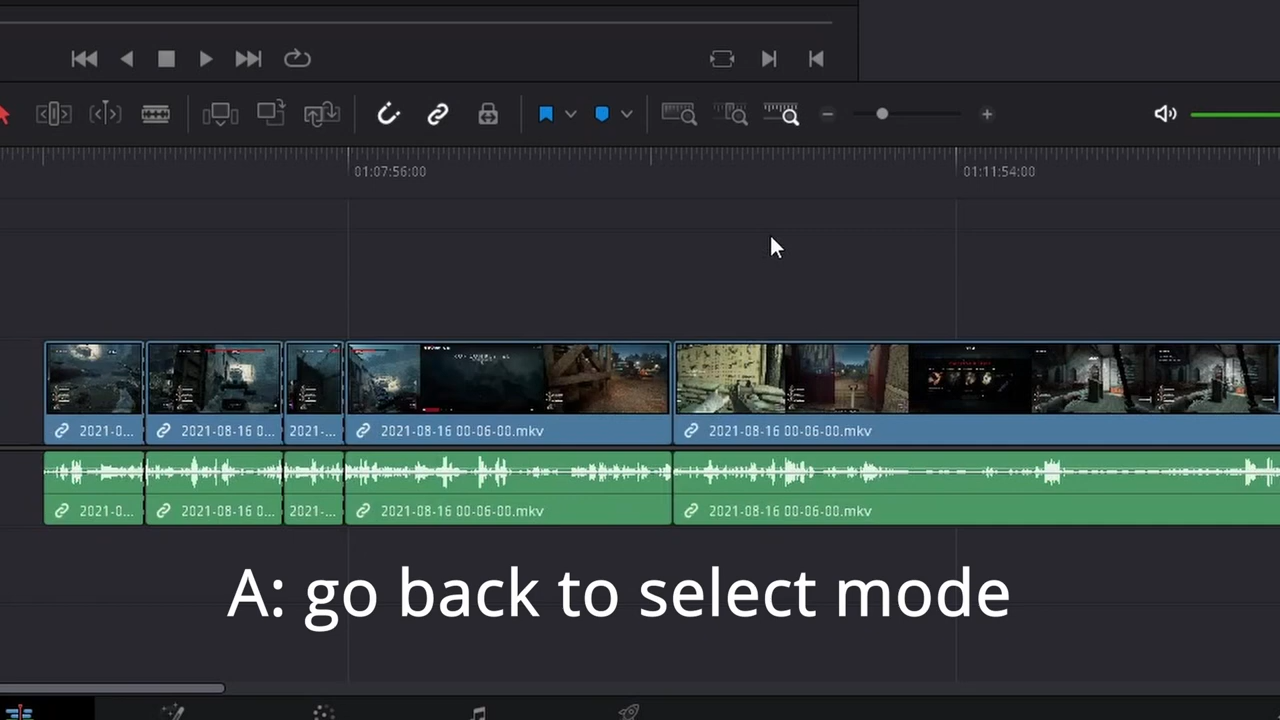 01:07:56:00
01:11:54:00
2021-0...
2021-08-16 0...
2021-...
2021-08-16 00-06-00.mkv
2021-08-16 00-06-00.mkv
2021-0...
2021-08-16 0...
2021-...
2021-08-16 00-06-00.mkv
2021-08-16 00-06-00.mkv
A: go back to select mode